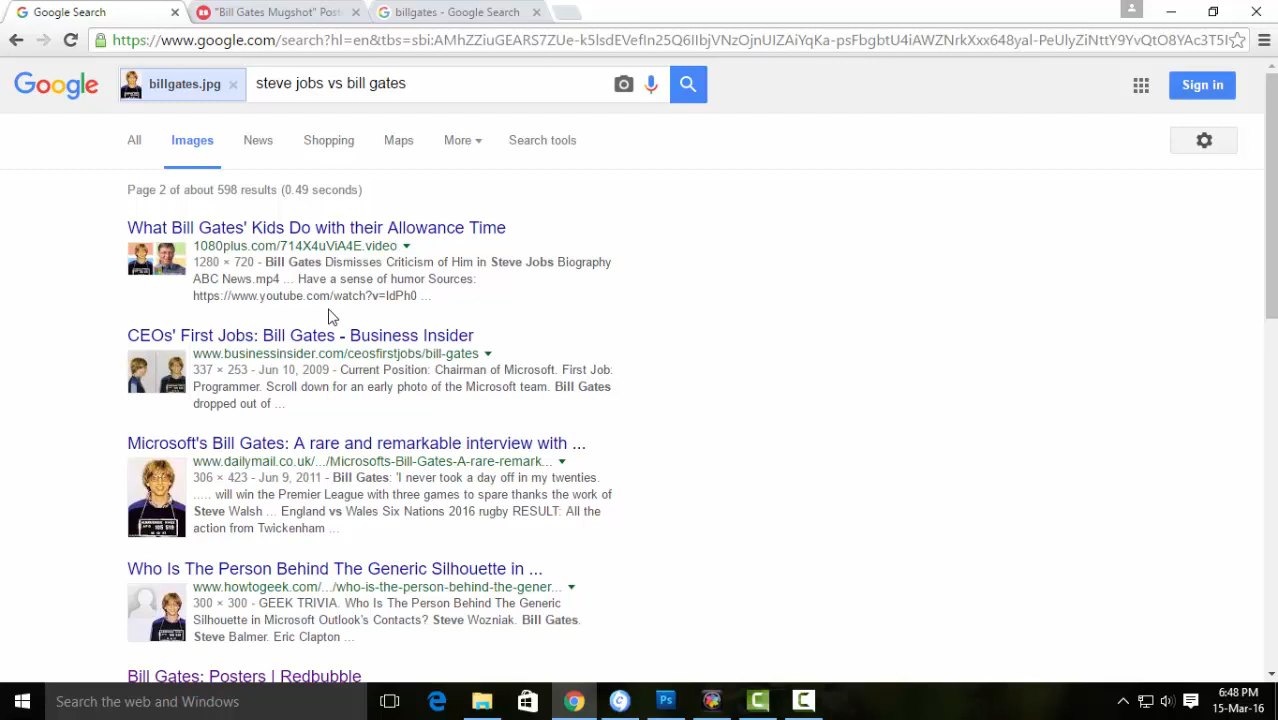 Google Search
"Bill Gates Mugshot" Post
billgates - Google Search
https://www.google.com/search?hl=en&tbs=sbi:AMhZZiuGEARS7ZUe-k5lsdEVefIn25Q6IIbjVNzOjnUIZAiYqKa-psFbgbtU4iAWZNrkXxx648yal-PeUlyZiNttY9YvQtO8YAc3T5I
Google
billgates.jpg
steve jobs vs bill gates
Sign in
All
Images
News
Shopping
Maps
More
Search tools
Page 2 of about 598 results (0.49 seconds)
What Bill Gates' Kids Do with their Allowance Time
1080plus.com/714X4uViA4E.video
1280 × 720 - Bill Gates Dismisses Criticism of Him in Steve Jobs Biography
ABC News.mp4 ... Have a sense of humor Sources:
https://www.youtube.com/watch?v=IdPh0 ...
CEOs' First Jobs: Bill Gates - Business Insider
www.businessinsider.com/ceosfirstjobs/bill-gates
337 × 253 - Jun 10, 2009 - Current Position: Chairman of Microsoft. First Job:
Programmer. Scroll down for an early photo of the Microsoft team. Bill Gates
dropped out of ...
Microsoft's Bill Gates: A rare and remarkable interview with ...
www.dailymail.co.uk/.../Microsofts-Bill-Gates-A-rare-remark...
306 × 423 - Jun 9, 2011 - Bill Gates: 'I never took a day off in my twenties.
..... will win the Premier League with three games to spare thanks the work of
Steve Walsh ... England vs Wales Six Nations 2016 rugby RESULT: All the
action from Twickenham ...
Who Is The Person Behind The Generic Silhouette in ...
www.howtogeek.com/.../who-is-the-person-behind-the-gener...
300 × 300 - GEEK TRIVIA. Who Is The Person Behind The Generic
Silhouette in Microsoft Outlook's Contacts? Steve Wozniak. Bill Gates.
Steve Balmer. Eric Clapton ...
Bill Gates: Posters | Redbubble
Search the web and Windows
Ps
6:48 PM
15-Mar-16